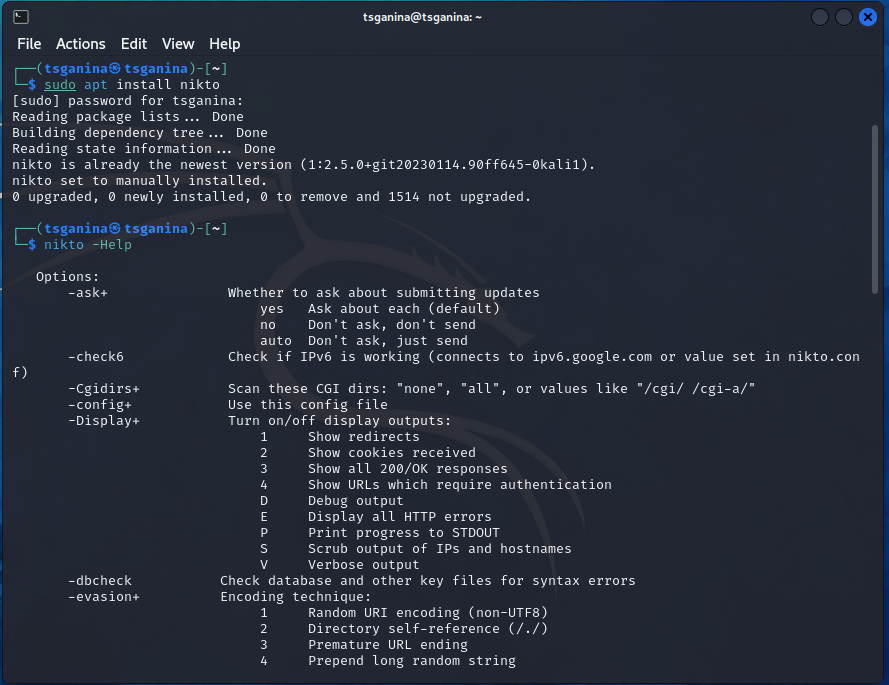 tsganina@tsganina: ~
File Actions Edit View Help
┌──(tsganina㉿tsganina)-[~]
└─$ sudo apt install nikto
[sudo] password for tsganina:
Reading package lists... Done
Building dependency tree... Done
Reading state information... Done
nikto is already the newest version (1:2.5.0+git20230114.90ff645-0kali1).
nikto set to manually installed.
0 upgraded, 0 newly installed, 0 to remove and 1514 not upgraded.
┌──(tsganina㉿tsganina)-[~]
└─$ nikto -Help
Options:
-ask+ Whether to ask about submitting updates
yes Ask about each (default)
no Don't ask, don't send
auto Don't ask, just send
-check6 Check if IPv6 is working (connects to ipv6.google.com or value set in nikto.con
f)
-Cgidirs+ Scan these CGI dirs: "none", "all", or values like "/cgi/ /cgi-a/"
-config+ Use this config file
-Display+ Turn on/off display outputs:
1 Show redirects
2 Show cookies received
3 Show all 200/OK responses
4 Show URLs which require authentication
D Debug output
E Display all HTTP errors
P Print progress to STDOUT
S Scrub output of IPs and hostnames
V Verbose output
-dbcheck Check database and other key files for syntax errors
-evasion+ Encoding technique:
1 Random URI encoding (non-UTF8)
2 Directory self-reference (/./)
3 Premature URL ending
4 Prepend long random string